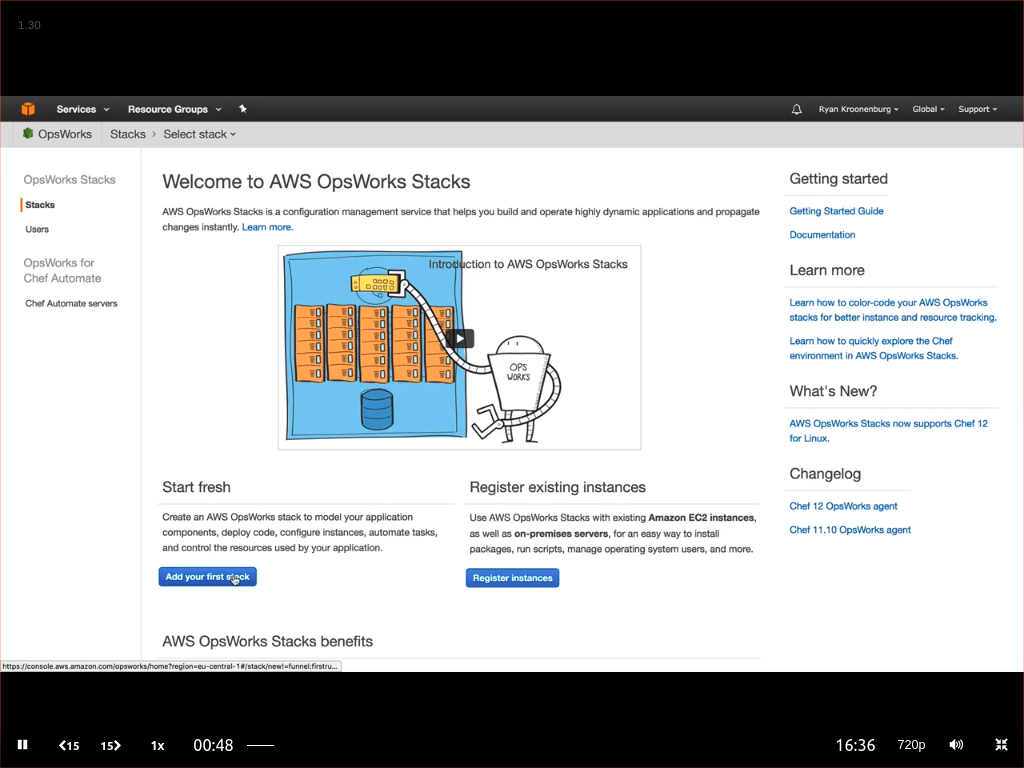 1.30
Services
Resource Groups
Ryan Kroonenburg
Global
Support
OpsWorks
Stacks
Select stack
OpsWorks Stacks
Stacks
Users
OpsWorks for
Chef Automate
Chef Automate servers
Welcome to AWS OpsWorks Stacks
AWS OpsWorks Stacks is a configuration management service that helps you build and operate highly dynamic applications and propagate
changes instantly. Learn more.
Introduction to AWS OpsWorks Stacks
OPS
WORKS
Start fresh
Create an AWS OpsWorks stack to model your application
components, deploy code, configure instances, automate tasks,
and control the resources used by your application.
Add your first stack
Register existing instances
Use AWS OpsWorks Stacks with existing Amazon EC2 instances,
as well as on-premises servers, for an easy way to install
packages, run scripts, manage operating system users, and more.
Register instances
AWS OpsWorks Stacks benefits
Getting started
Getting Started Guide
Documentation
Learn more
Learn how to color-code your AWS OpsWorks
stacks for better instance and resource tracking.
Learn how to quickly explore the Chef
environment in AWS OpsWorks Stacks.
What's New?
AWS OpsWorks Stacks now supports Chef 12
for Linux.
Changelog
Chef 12 OpsWorks agent
Chef 11.10 OpsWorks agent
https://console.aws.amazon.com/opsworks/home?region=eu-central-1#/stack/new!=funnel:firstru...
15
15
1x
00:48
16:36
720p